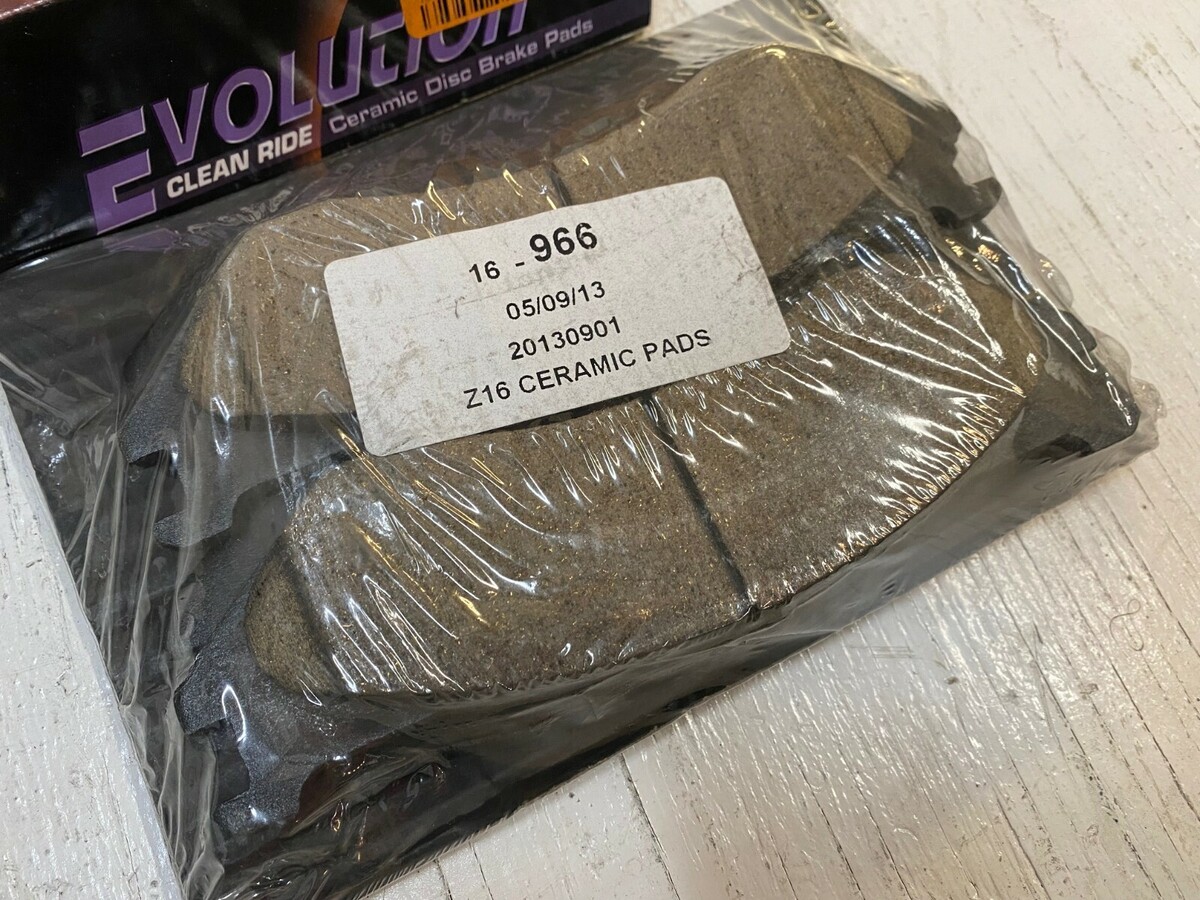 EVOLUTION
CLEAN RIDE Ceramic Disc Brake Pads
16 - 966
05/09/13
20130901
Z16 CERAMIC PADS